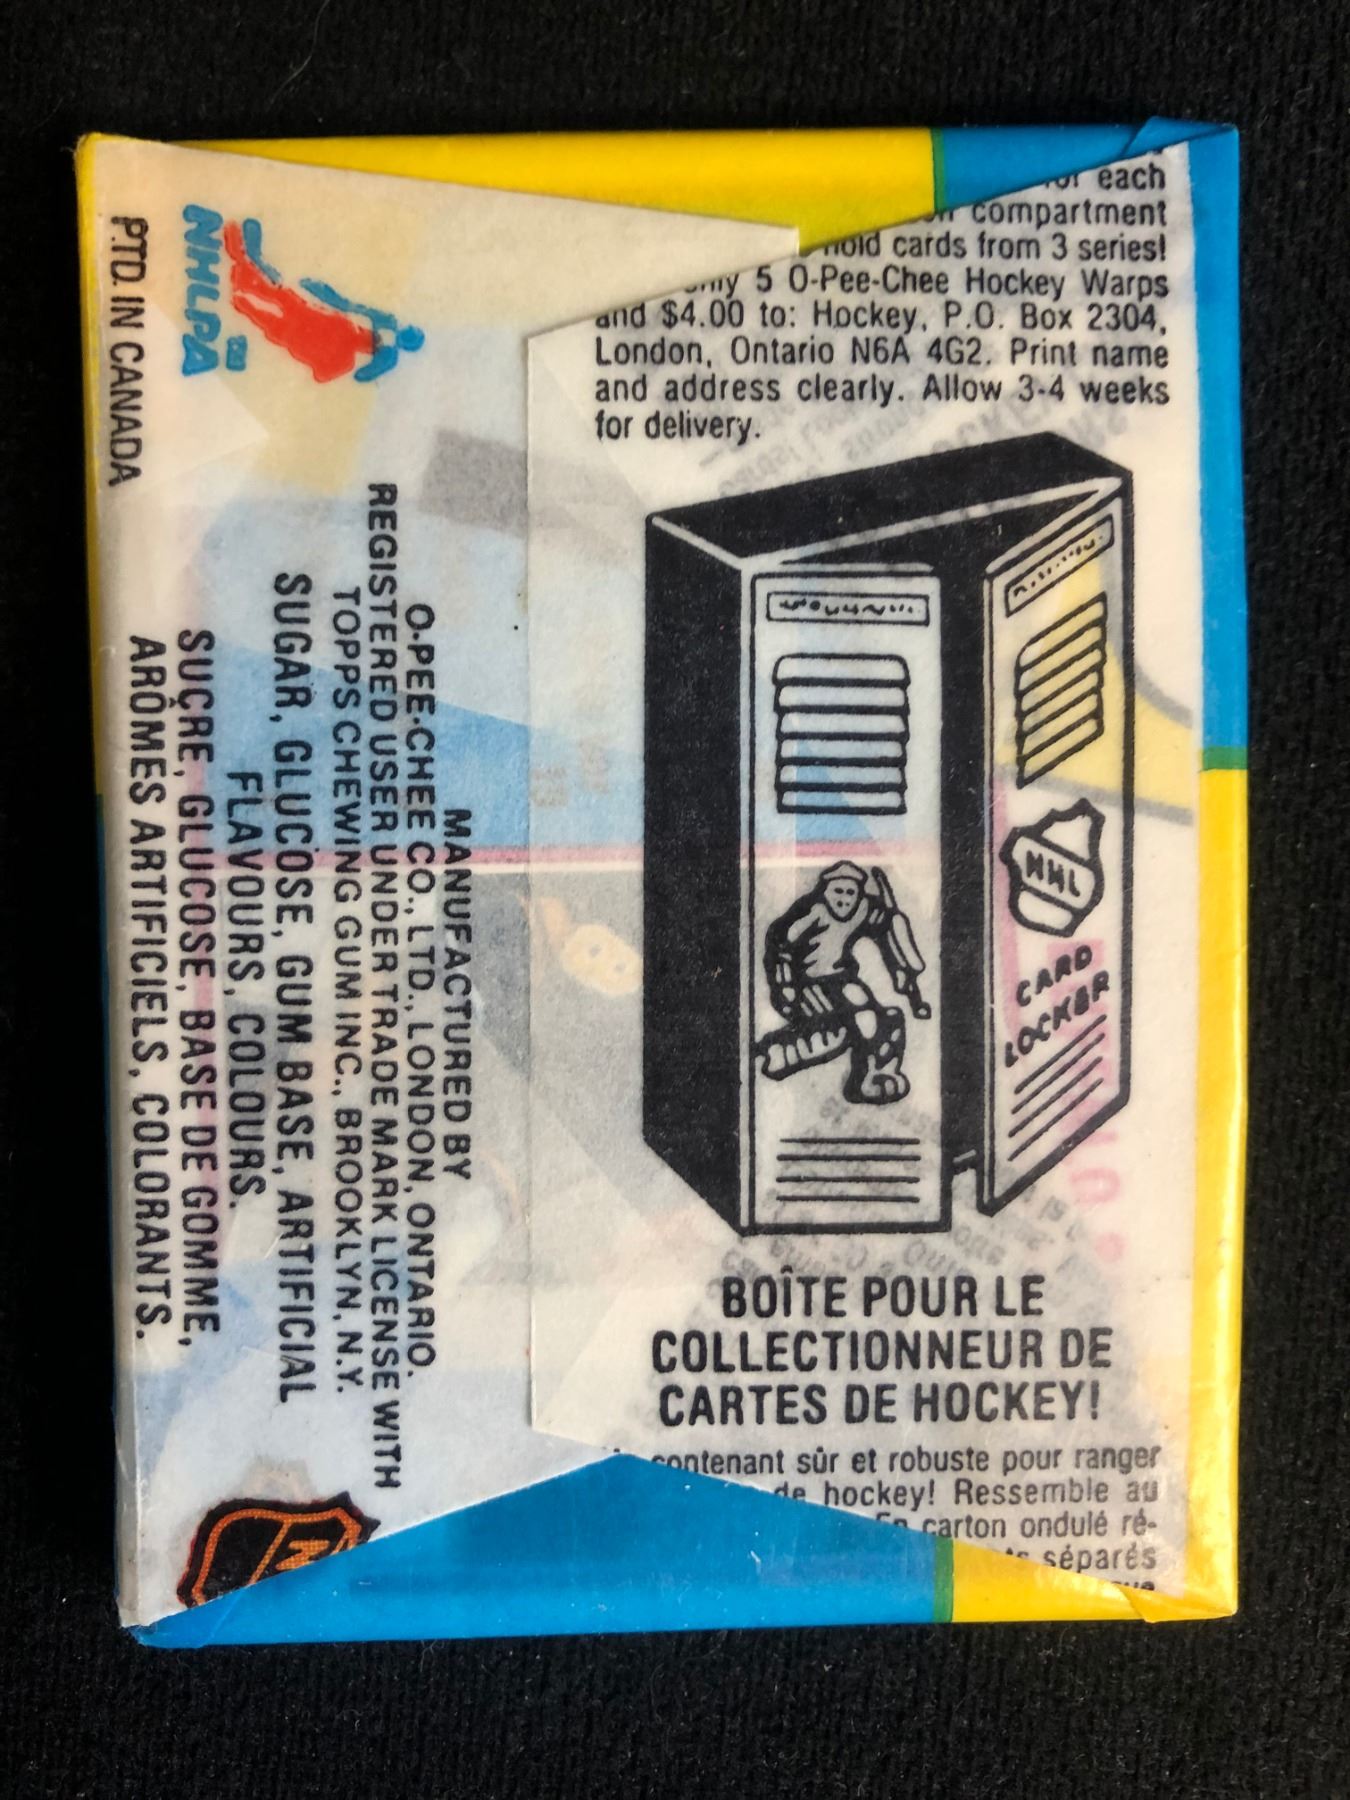 for each
compartment
hold cards from 3 series!
only 5 O-Pee-Chee Hockey Warps
and $4.00 to: Hockey, P.O. Box 2304,
London, Ontario N6A 4G2. Print name
and address clearly. Allow 3-4 weeks
for delivery.
NHL
CARD
LOCKER
BOÎTE POUR LE
COLLECTIONNEUR DE
CARTES DE HOCKEY!
contenant sûr et robuste pour ranger
de hockey! Ressemble au
En carton ondulé ré-
séparés
NHLPA
TM
PTD. IN CANADA
MANUFACTURED BY
O-PEE-CHEE CO., LTD., LONDON, ONTARIO.
REGISTERED USER UNDER TRADE MARK LICENSE WITH
TOPPS CHEWING GUM INC., BROOKLYN, N.Y.
SUGAR, GLUCOSE, GUM BASE, ARTIFICIAL
FLAVOURS, COLOURS.
SUCRE, GLUCOSE, BASE DE GOMME,
ARÔMES ARTIFICIELS, COLORANTS.